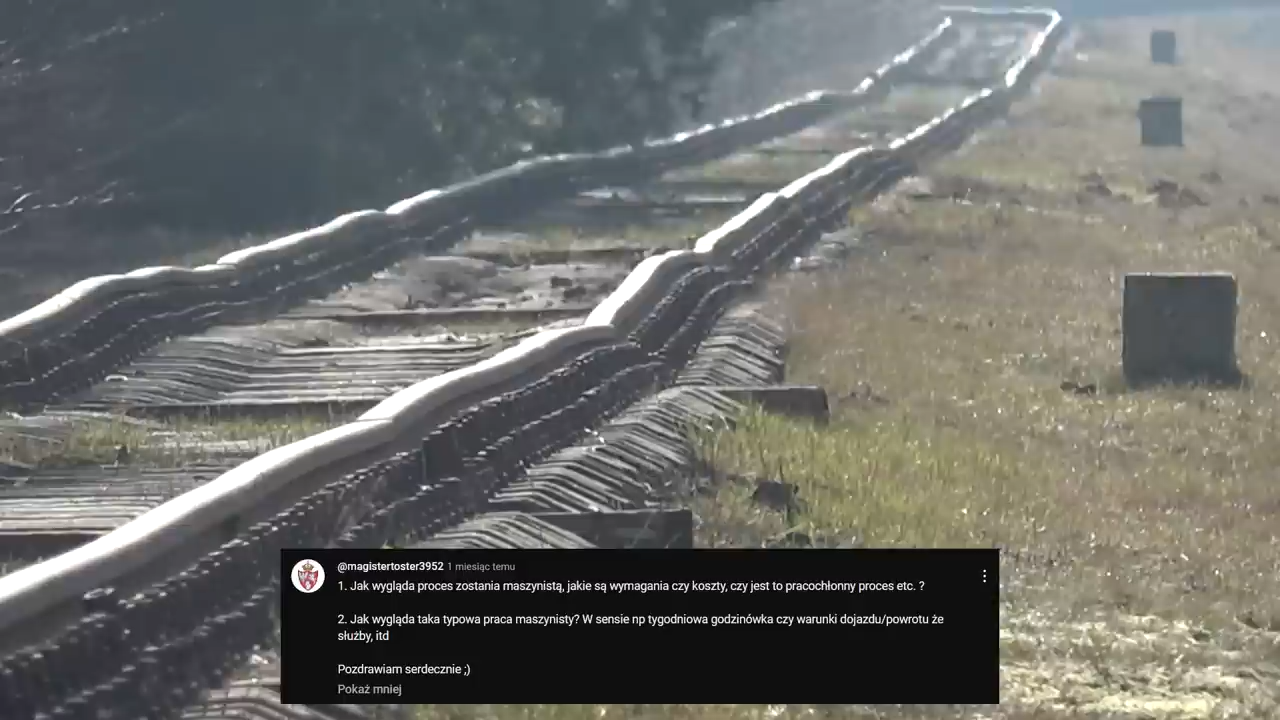 @magistertoster3952 1 miesiąc temu
1. Jak wygląda proces zostania maszynistą, jakie są wymagania czy koszty, czy jest to pracochłonny proces etc. ?
2. Jak wygląda taka typowa praca maszynisty? W sensie np tygodniowa godzinówka czy warunki dojazdu/powrotu że
służby, itd
Pozdrawiam serdecznie ;)
Pokaż mniej